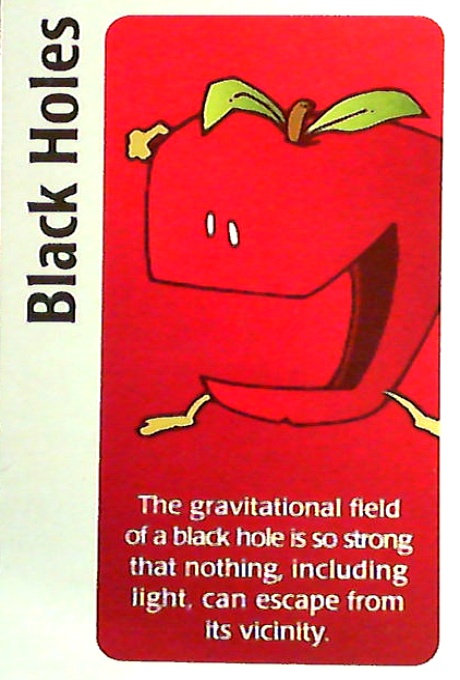 Black Holes
The gravitational field
of a black hole is so strong
that nothing, including
light, can escape from
its vicinity.